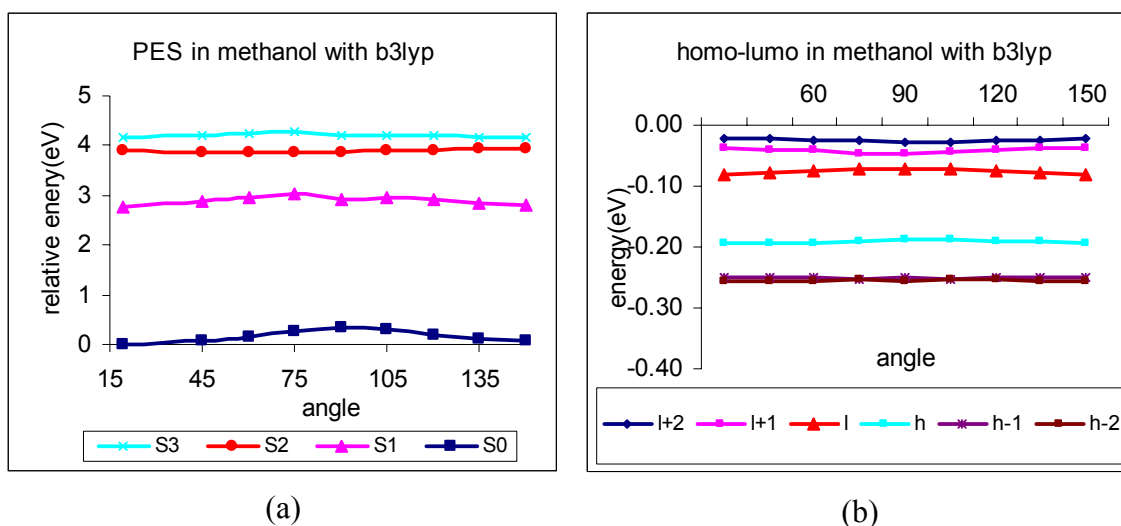 PES in methanol with b3lyp
relative enery(eV)
5
4
3
2
1
0
15 45 75 105 135
angle
S3 S2 S1 S0
(a)
homo-lumo in methanol with b3lyp
60 90 120 150
energy(eV)
0.00
-0.10
-0.20
-0.30
-0.40
angle
l+2 l+1 l h h-1 h-2
(b)